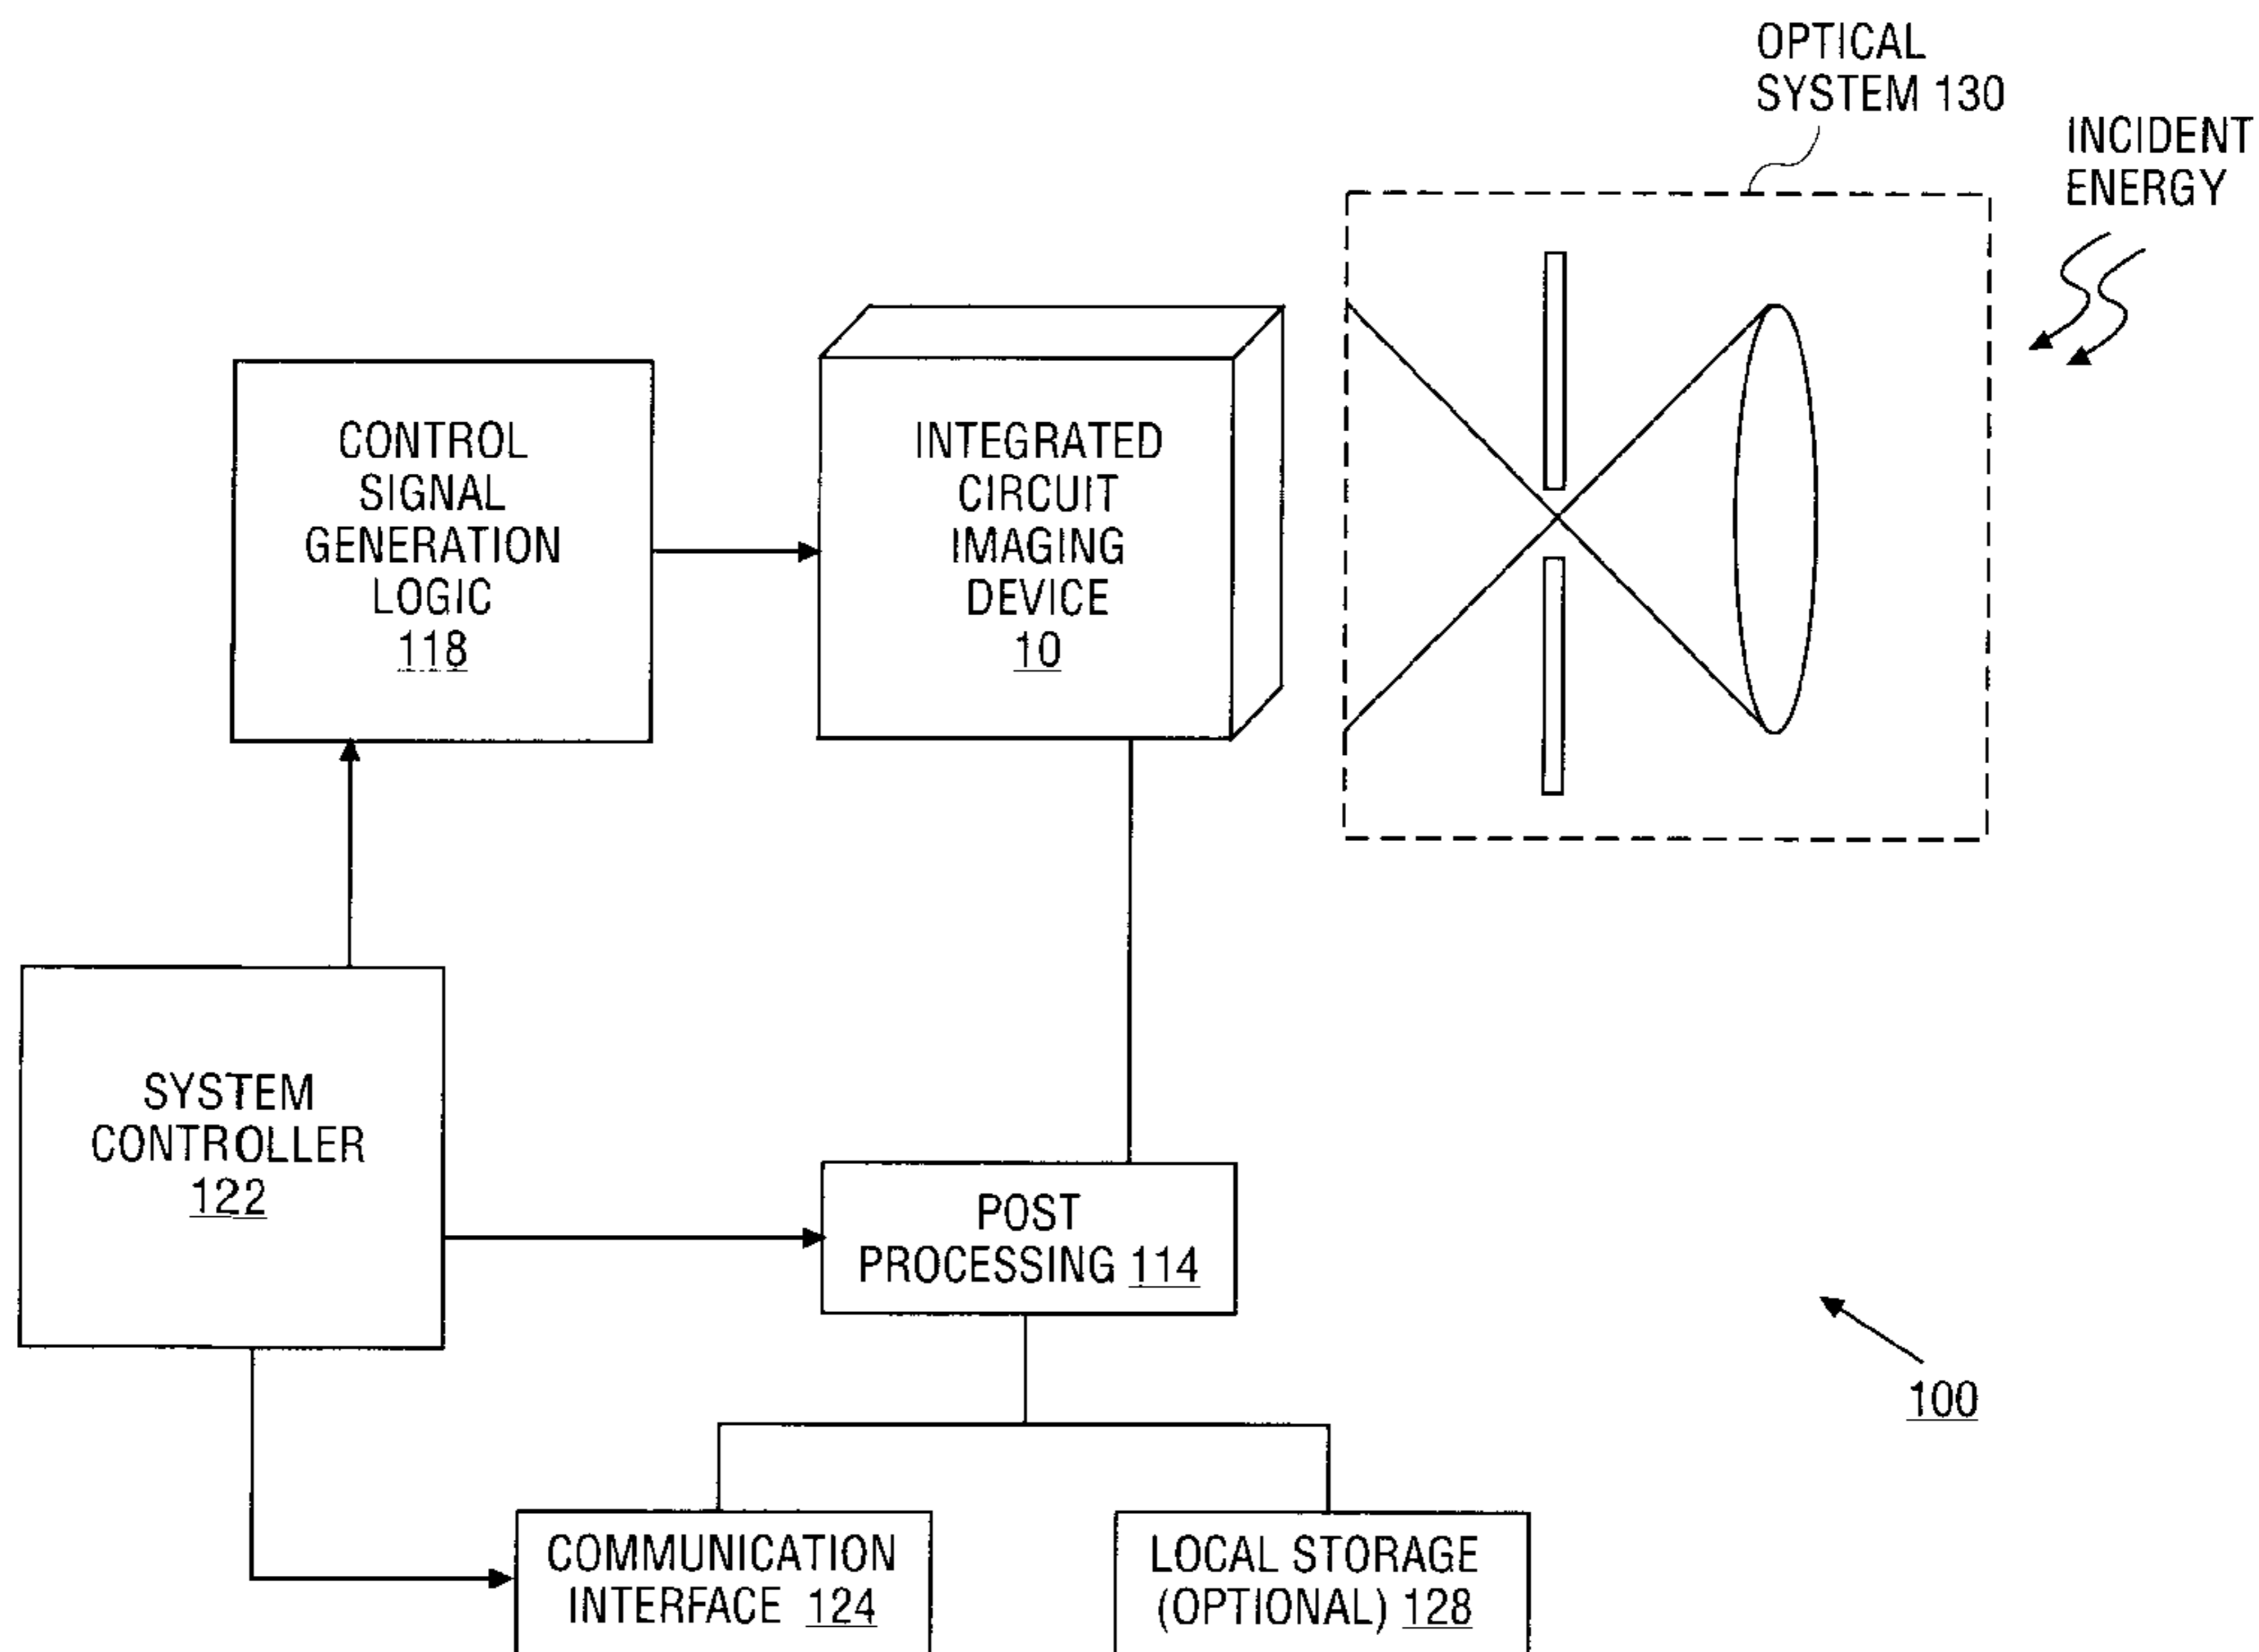 OPTICAL
SYSTEM 130
INCIDENT
ENERGY
CONTROL
SIGNAL
GENERATION
LOGIC
118
INTEGRATED
CIRCUIT
IMAGING
DEVICE
10
SYSTEM
CONTROLLER
122
POST
PROCESSING 114
100
COMMUNICATION
INTERFACE 124
LOCAL STORAGE
(OPTIONAL) 128